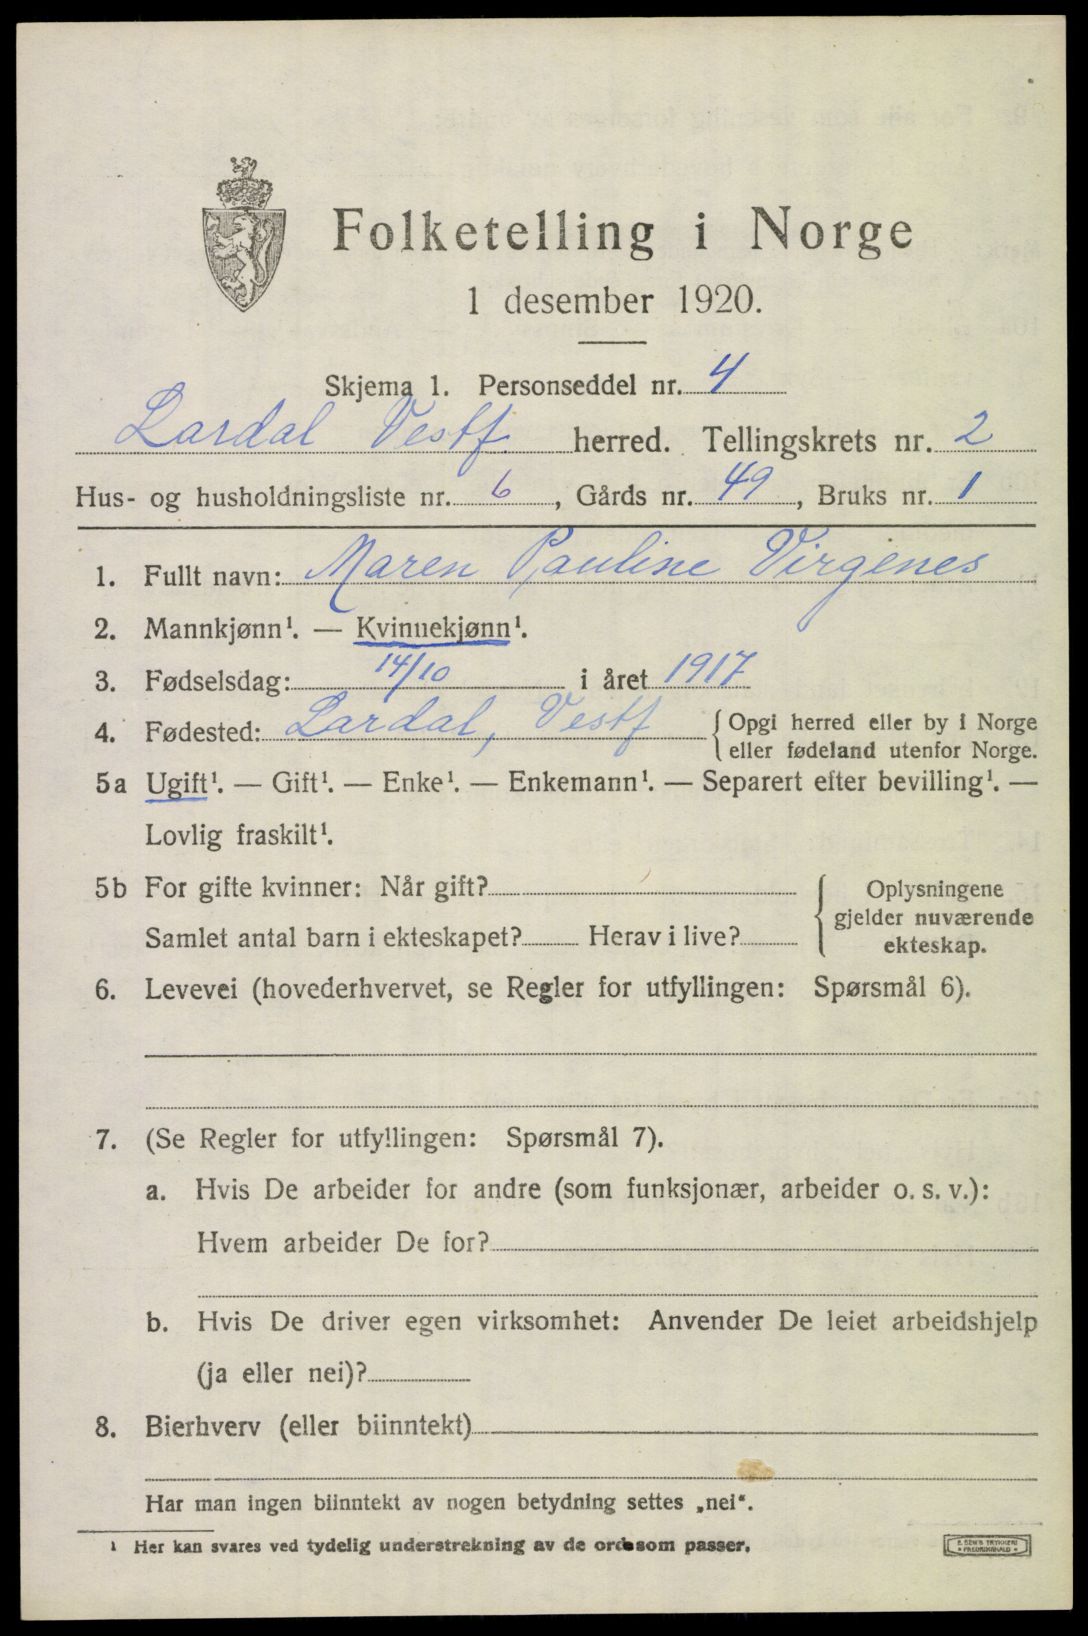 Folketelling i Norge
1 desember 1920.
Skjema 1. Personseddel nr. 4
Lardal Vestf. herred. Tellingskrets nr. 2
Hus- og husholdningsliste nr. 6, Gårds nr. 49, Bruks nr. 1
1. Fullt navn: Maren Pauline Virgenes
2. Mannkjønn¹. — Kvinnekjønn¹.
3. Fødselsdag: 14/10 i året 1917
4. Fødested: Lardal, Vestf {Opgi herred eller by i Norge
eller fødeland utenfor Norge.
5a Ugift¹. — Gift¹. — Enke¹. — Enkemann¹. — Separert efter bevilling¹. —
Lovlig fraskilt¹.
5b For gifte kvinner: Når gift? { Oplysningene
gjelder nuværende
Samlet antal barn i ekteskapet? Herav i live? ekteskap.
6. Levevei (hovederhvervet, se Regler for utfyllingen: Spørsmål 6).
7. (Se Regler for utfyllingen: Spørsmål 7).
a. Hvis De arbeider for andre (som funksjonær, arbeider o. s. v.):
Hvem arbeider De for?
b. Hvis De driver egen virksomhet: Anvender De leiet arbeidshjelp
(ja eller nei)?
8. Bierhverv (eller biinntekt)
Har man ingen biinntekt av nogen betydning settes „nei“.
¹ Her kan svares ved tydelig understrekning av de ord som passer.
E. SEM'S TRYKKERI
• FREDRIKSHALD •